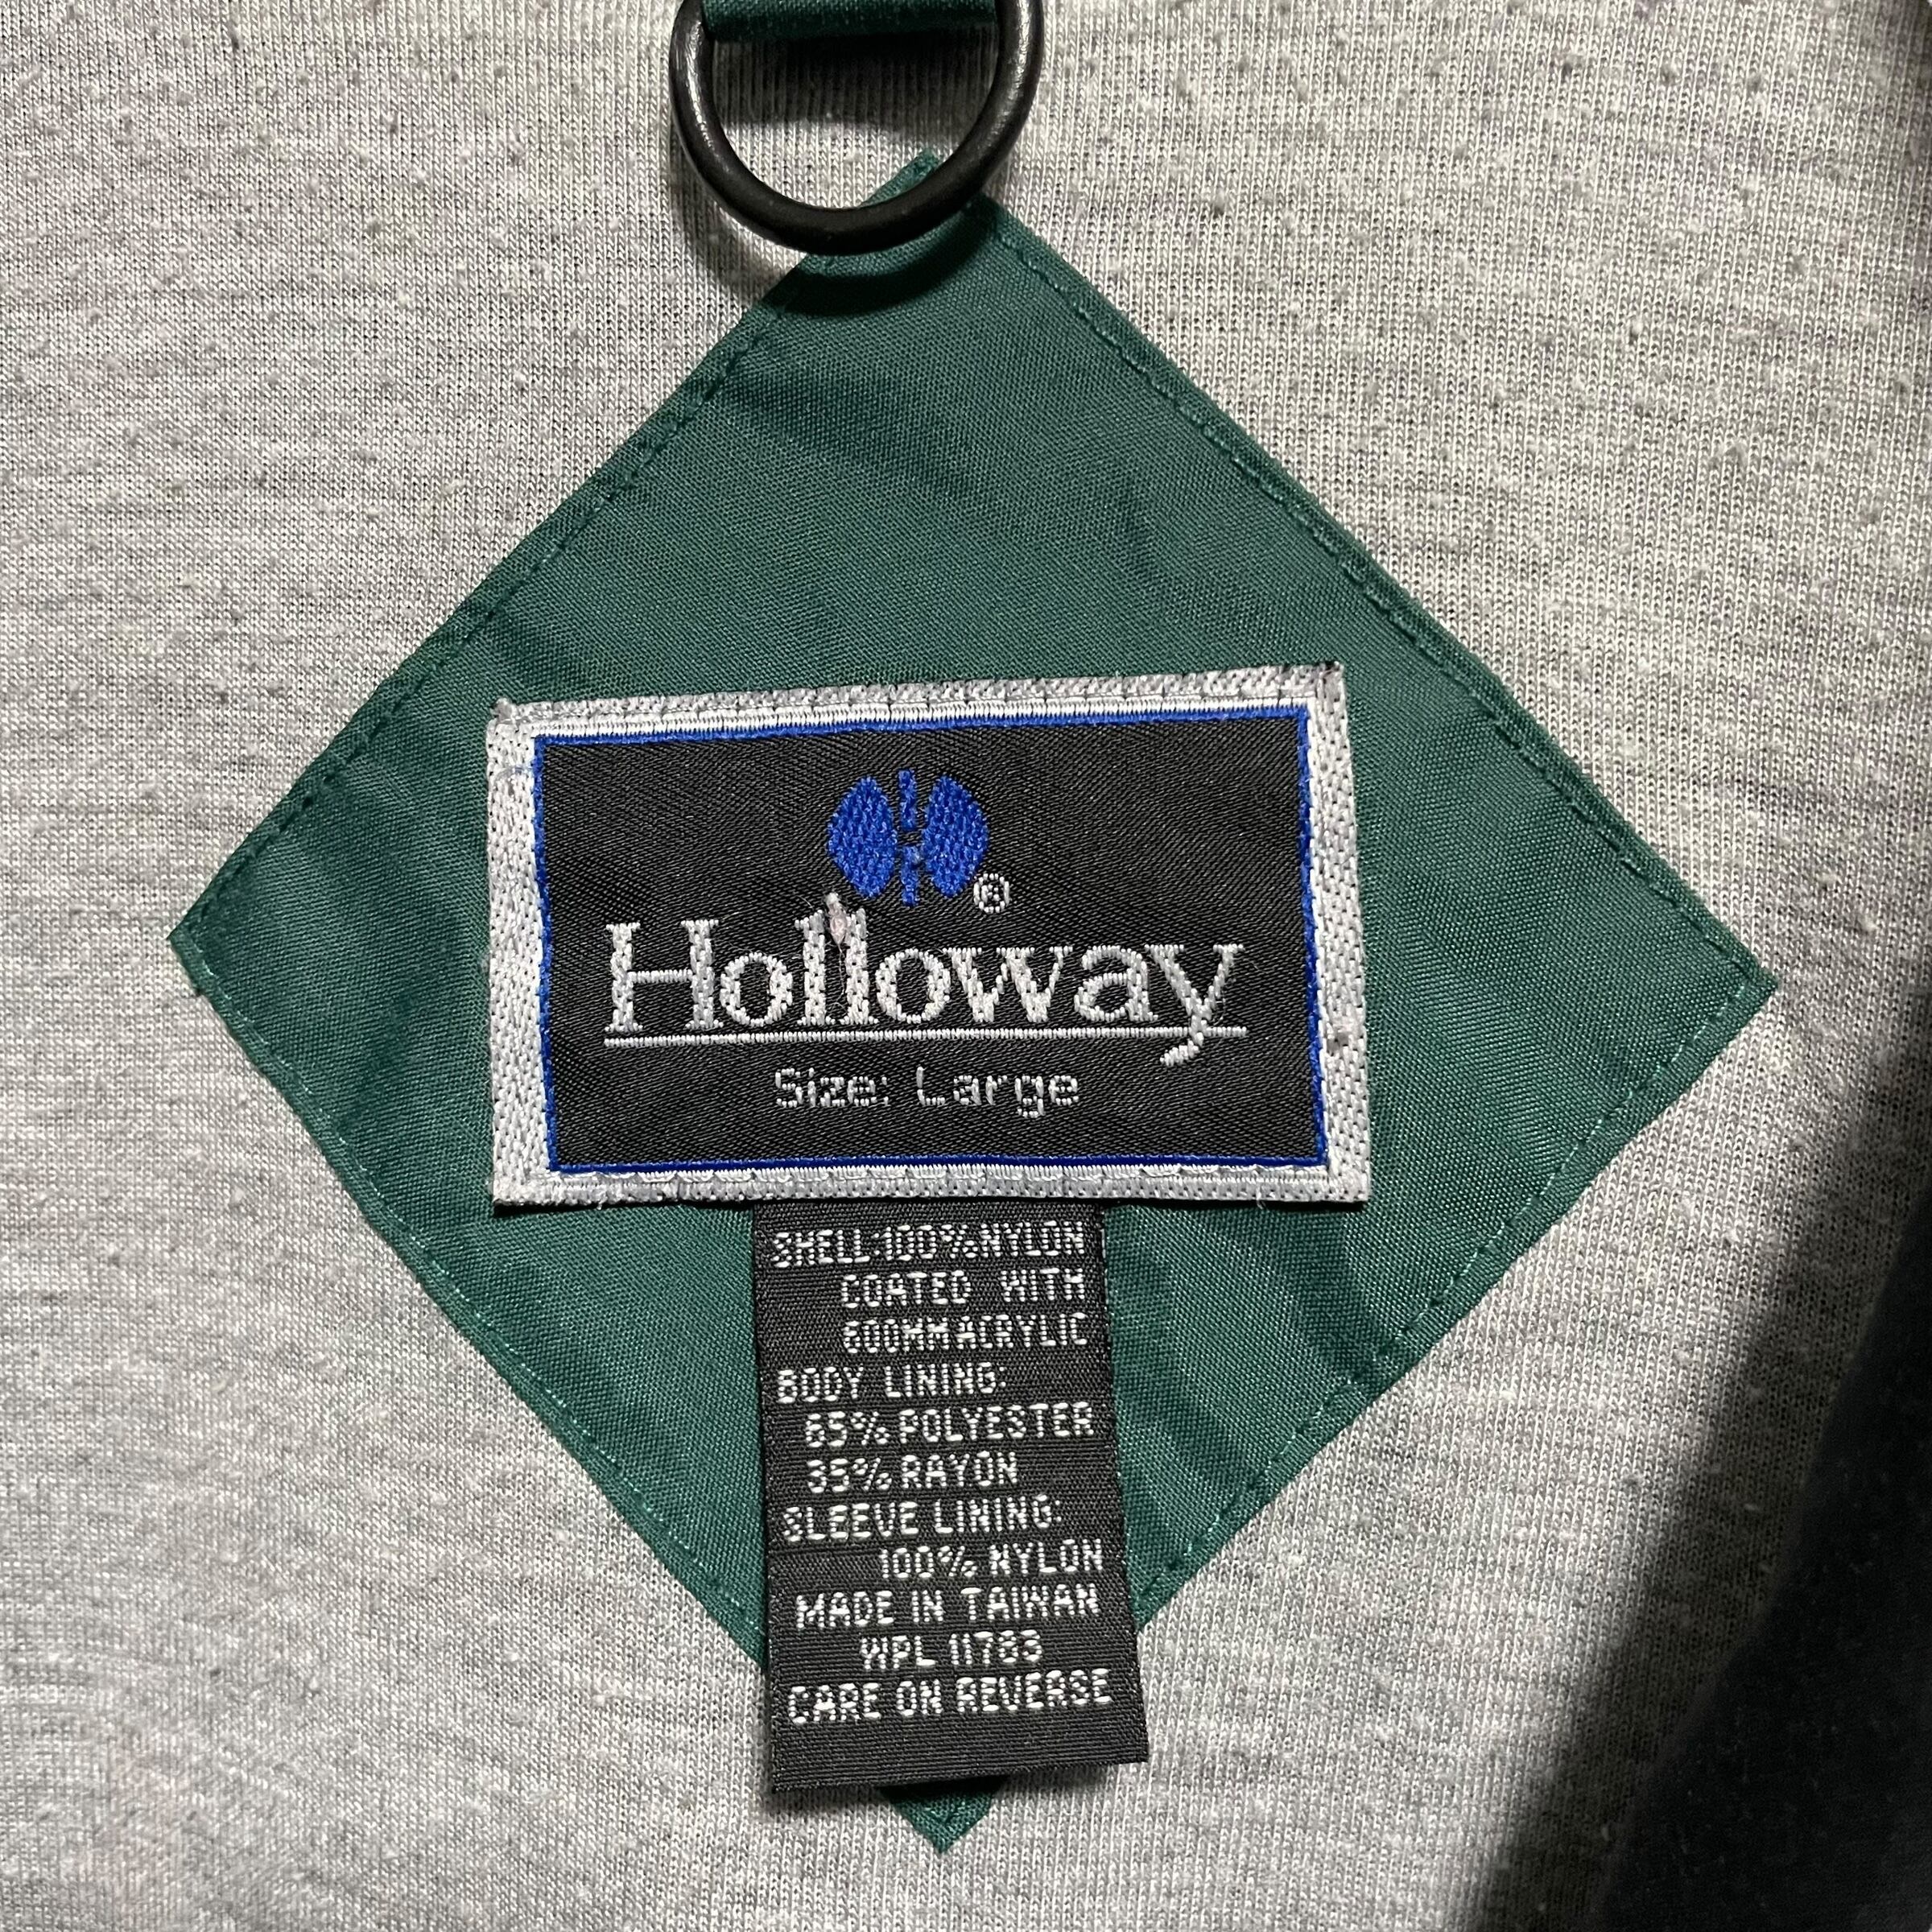 ®
Holloway
Size: Large
SHELL:100%NYLON
COATED WITH
600MMACRYLIC
BODY LINING:
65% POLYESTER
35% RAYON
SLEEVE LINING:
100% NYLON
MADE IN TAIWAN
WPL 11783
CARE ON REVERSE